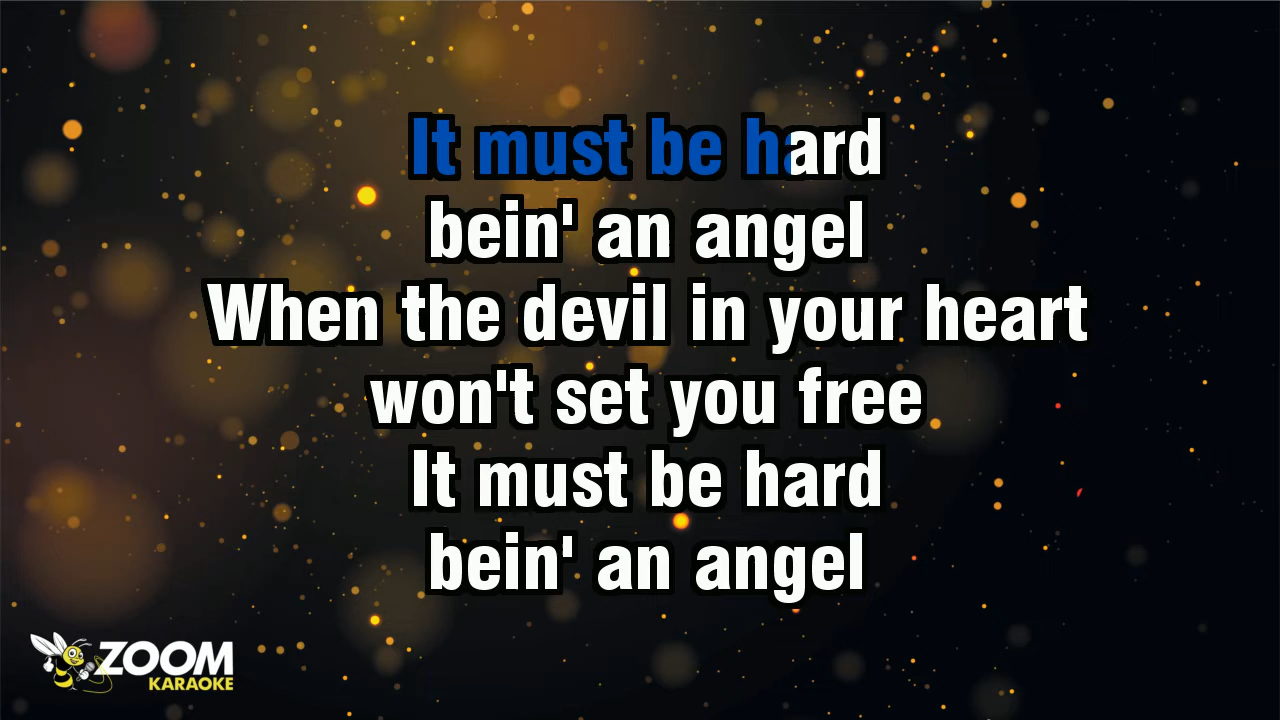 It must be hard
bein' an angel
When the devil in your heart
won't set you free
It must be hard
bein' an angel
ZOOM
KARAOKE